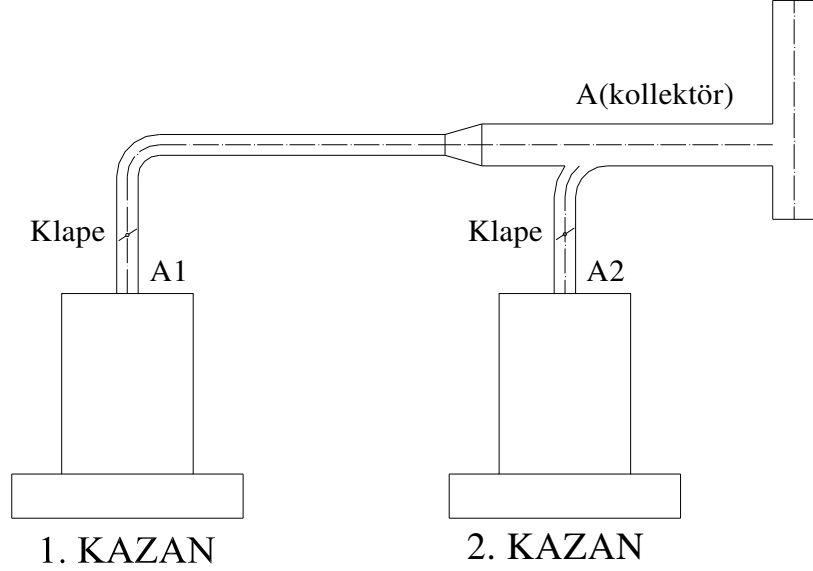 A(kollektör)
Klape
Klape
A1
A2
1. KAZAN
2. KAZAN